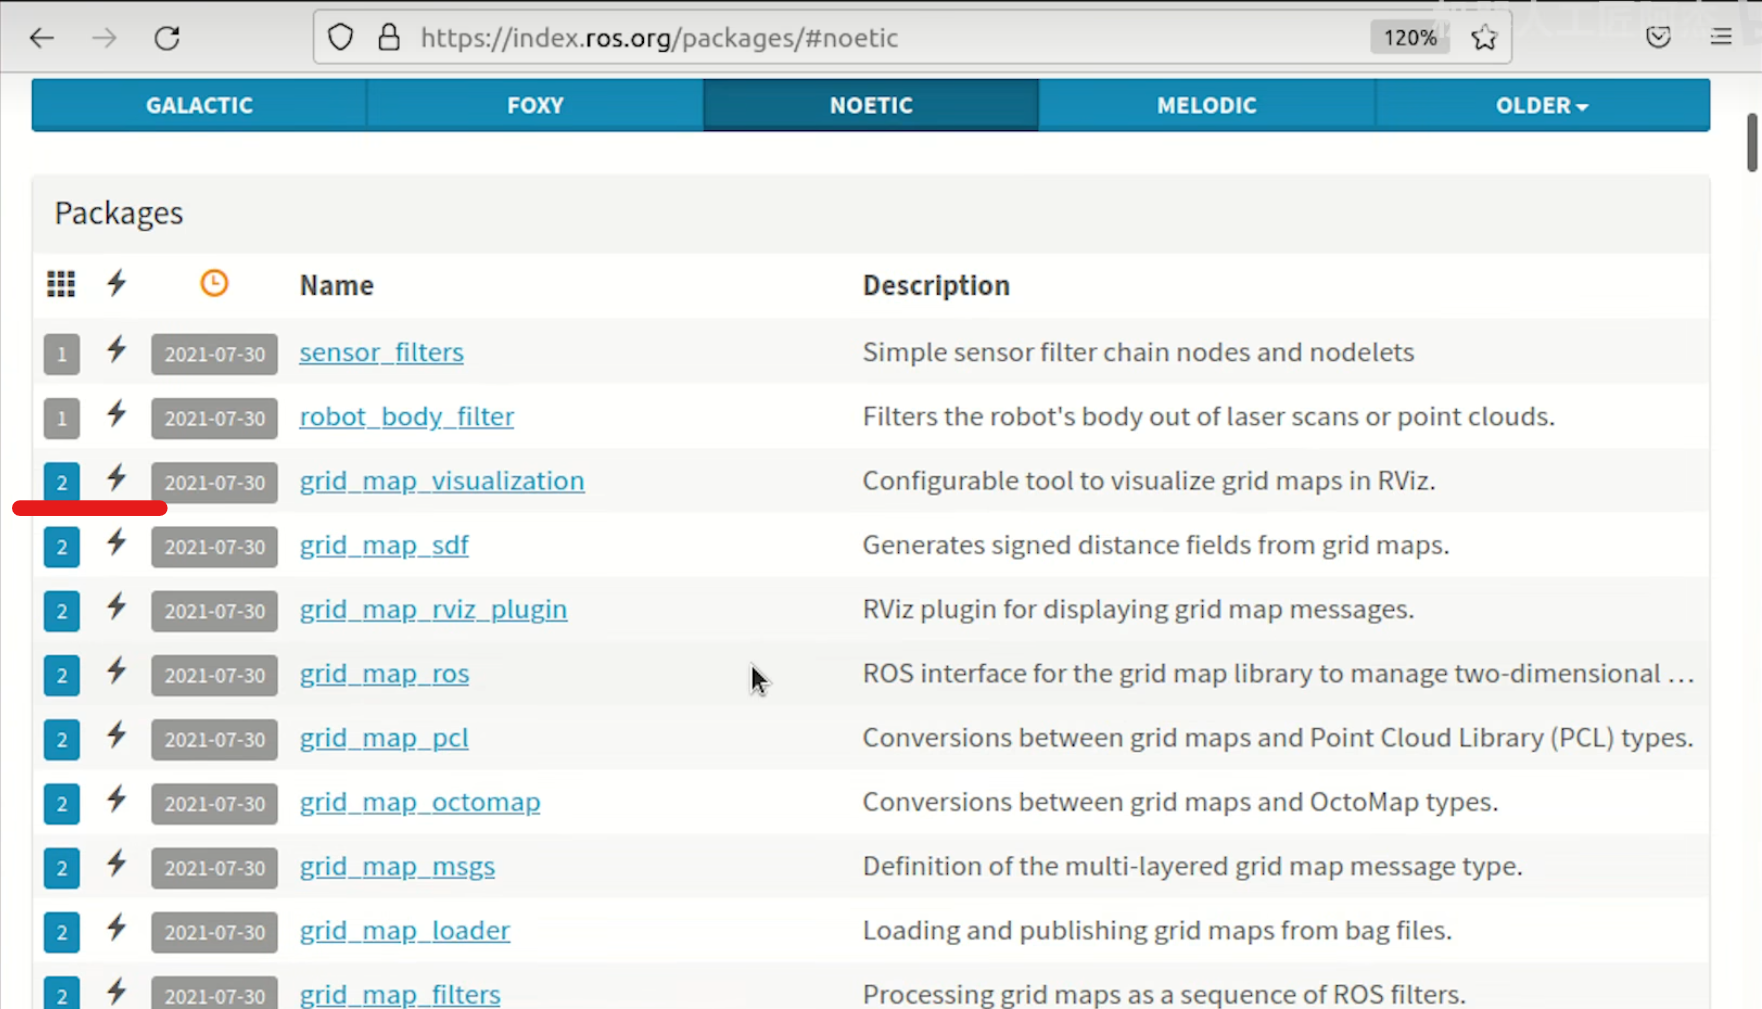 https://index.ros.org/packages/#noetic 120%
GALACTIC FOXY NOETIC MELODIC OLDER
Packages
Name Description
1 2021-07-30 sensor_filters Simple sensor filter chain nodes and nodelets
1 2021-07-30 robot_body_filter Filters the robot's body out of laser scans or point clouds.
2 2021-07-30 grid_map_visualization Configurable tool to visualize grid maps in RViz.
2 2021-07-30 grid_map_sdf Generates signed distance fields from grid maps.
2 2021-07-30 grid_map_rviz_plugin RViz plugin for displaying grid map messages.
2 2021-07-30 grid_map_ros ROS interface for the grid map library to manage two-dimensional …
2 2021-07-30 grid_map_pcl Conversions between grid maps and Point Cloud Library (PCL) types.
2 2021-07-30 grid_map_octomap Conversions between grid maps and OctoMap types.
2 2021-07-30 grid_map_msgs Definition of the multi-layered grid map message type.
2 2021-07-30 grid_map_loader Loading and publishing grid maps from bag files.
2 2021-07-30 grid_map_filters Processing grid maps as a sequence of ROS filters.